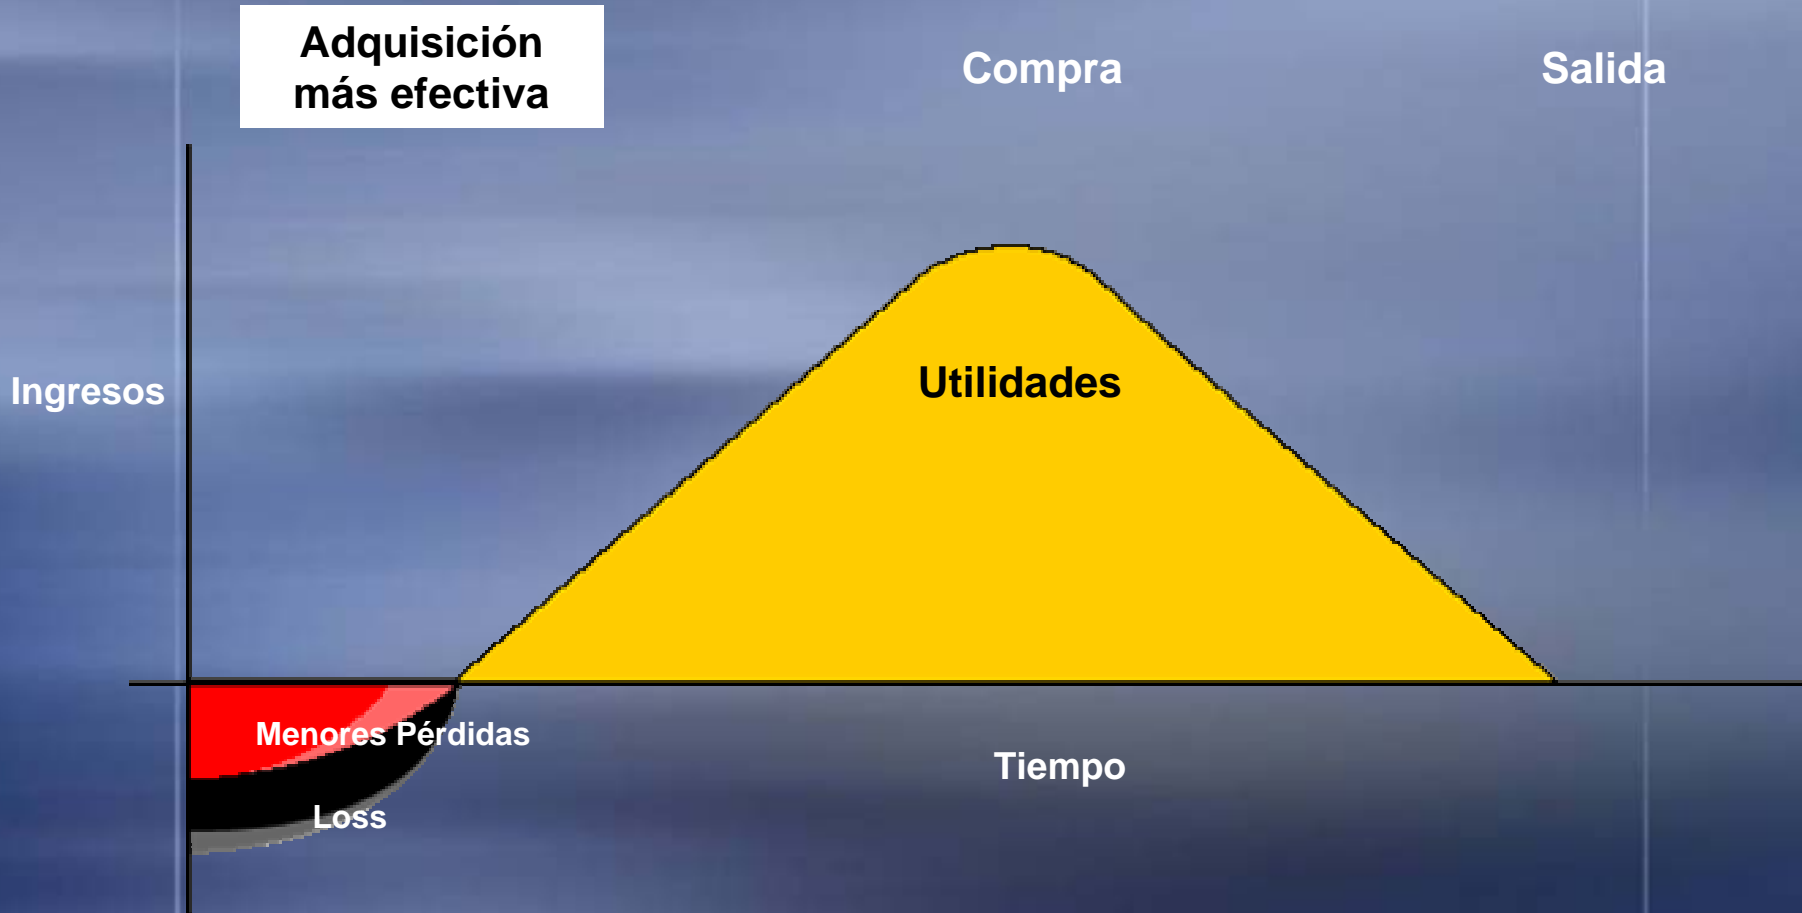 Adquisición
más efectiva
Compra
Salida
Ingresos
Utilidades
Menores Pérdidas
Tiempo
Loss